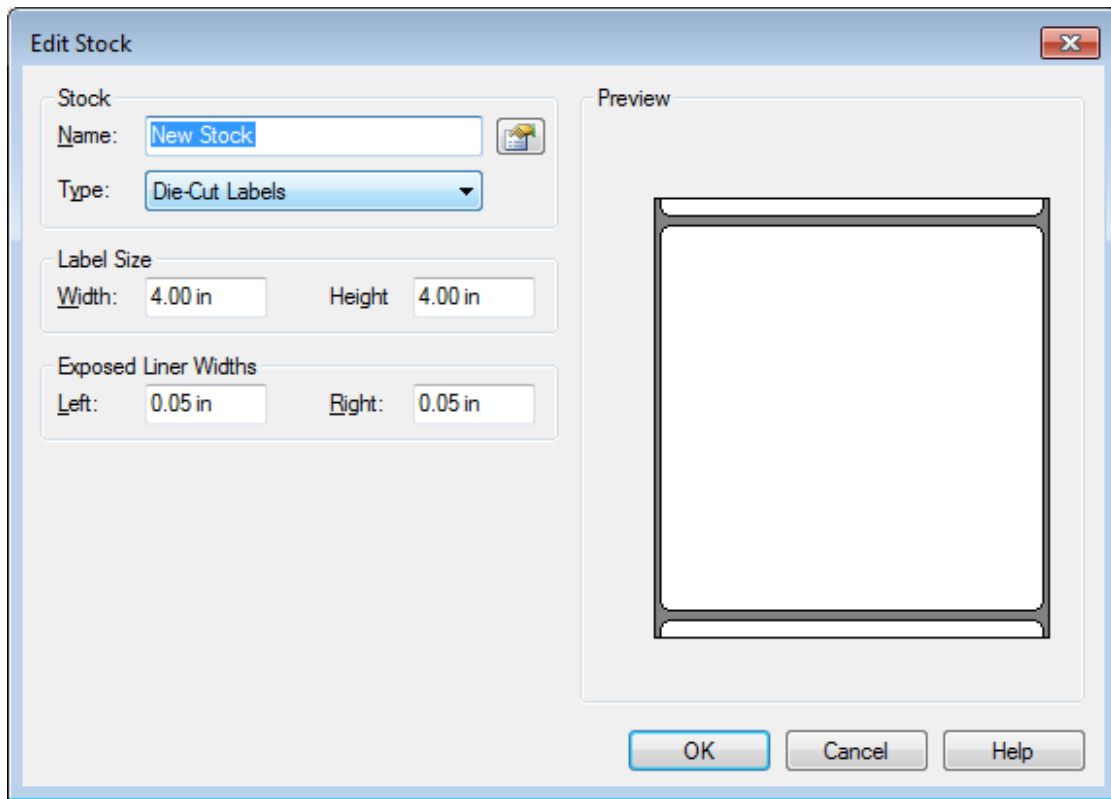 Edit Stock
Stock
Name: New Stock
Type: Die-Cut Labels
Label Size
Width: 4.00 in Height 4.00 in
Exposed Liner Widths
Left: 0.05 in Right: 0.05 in
Preview
OK Cancel Help